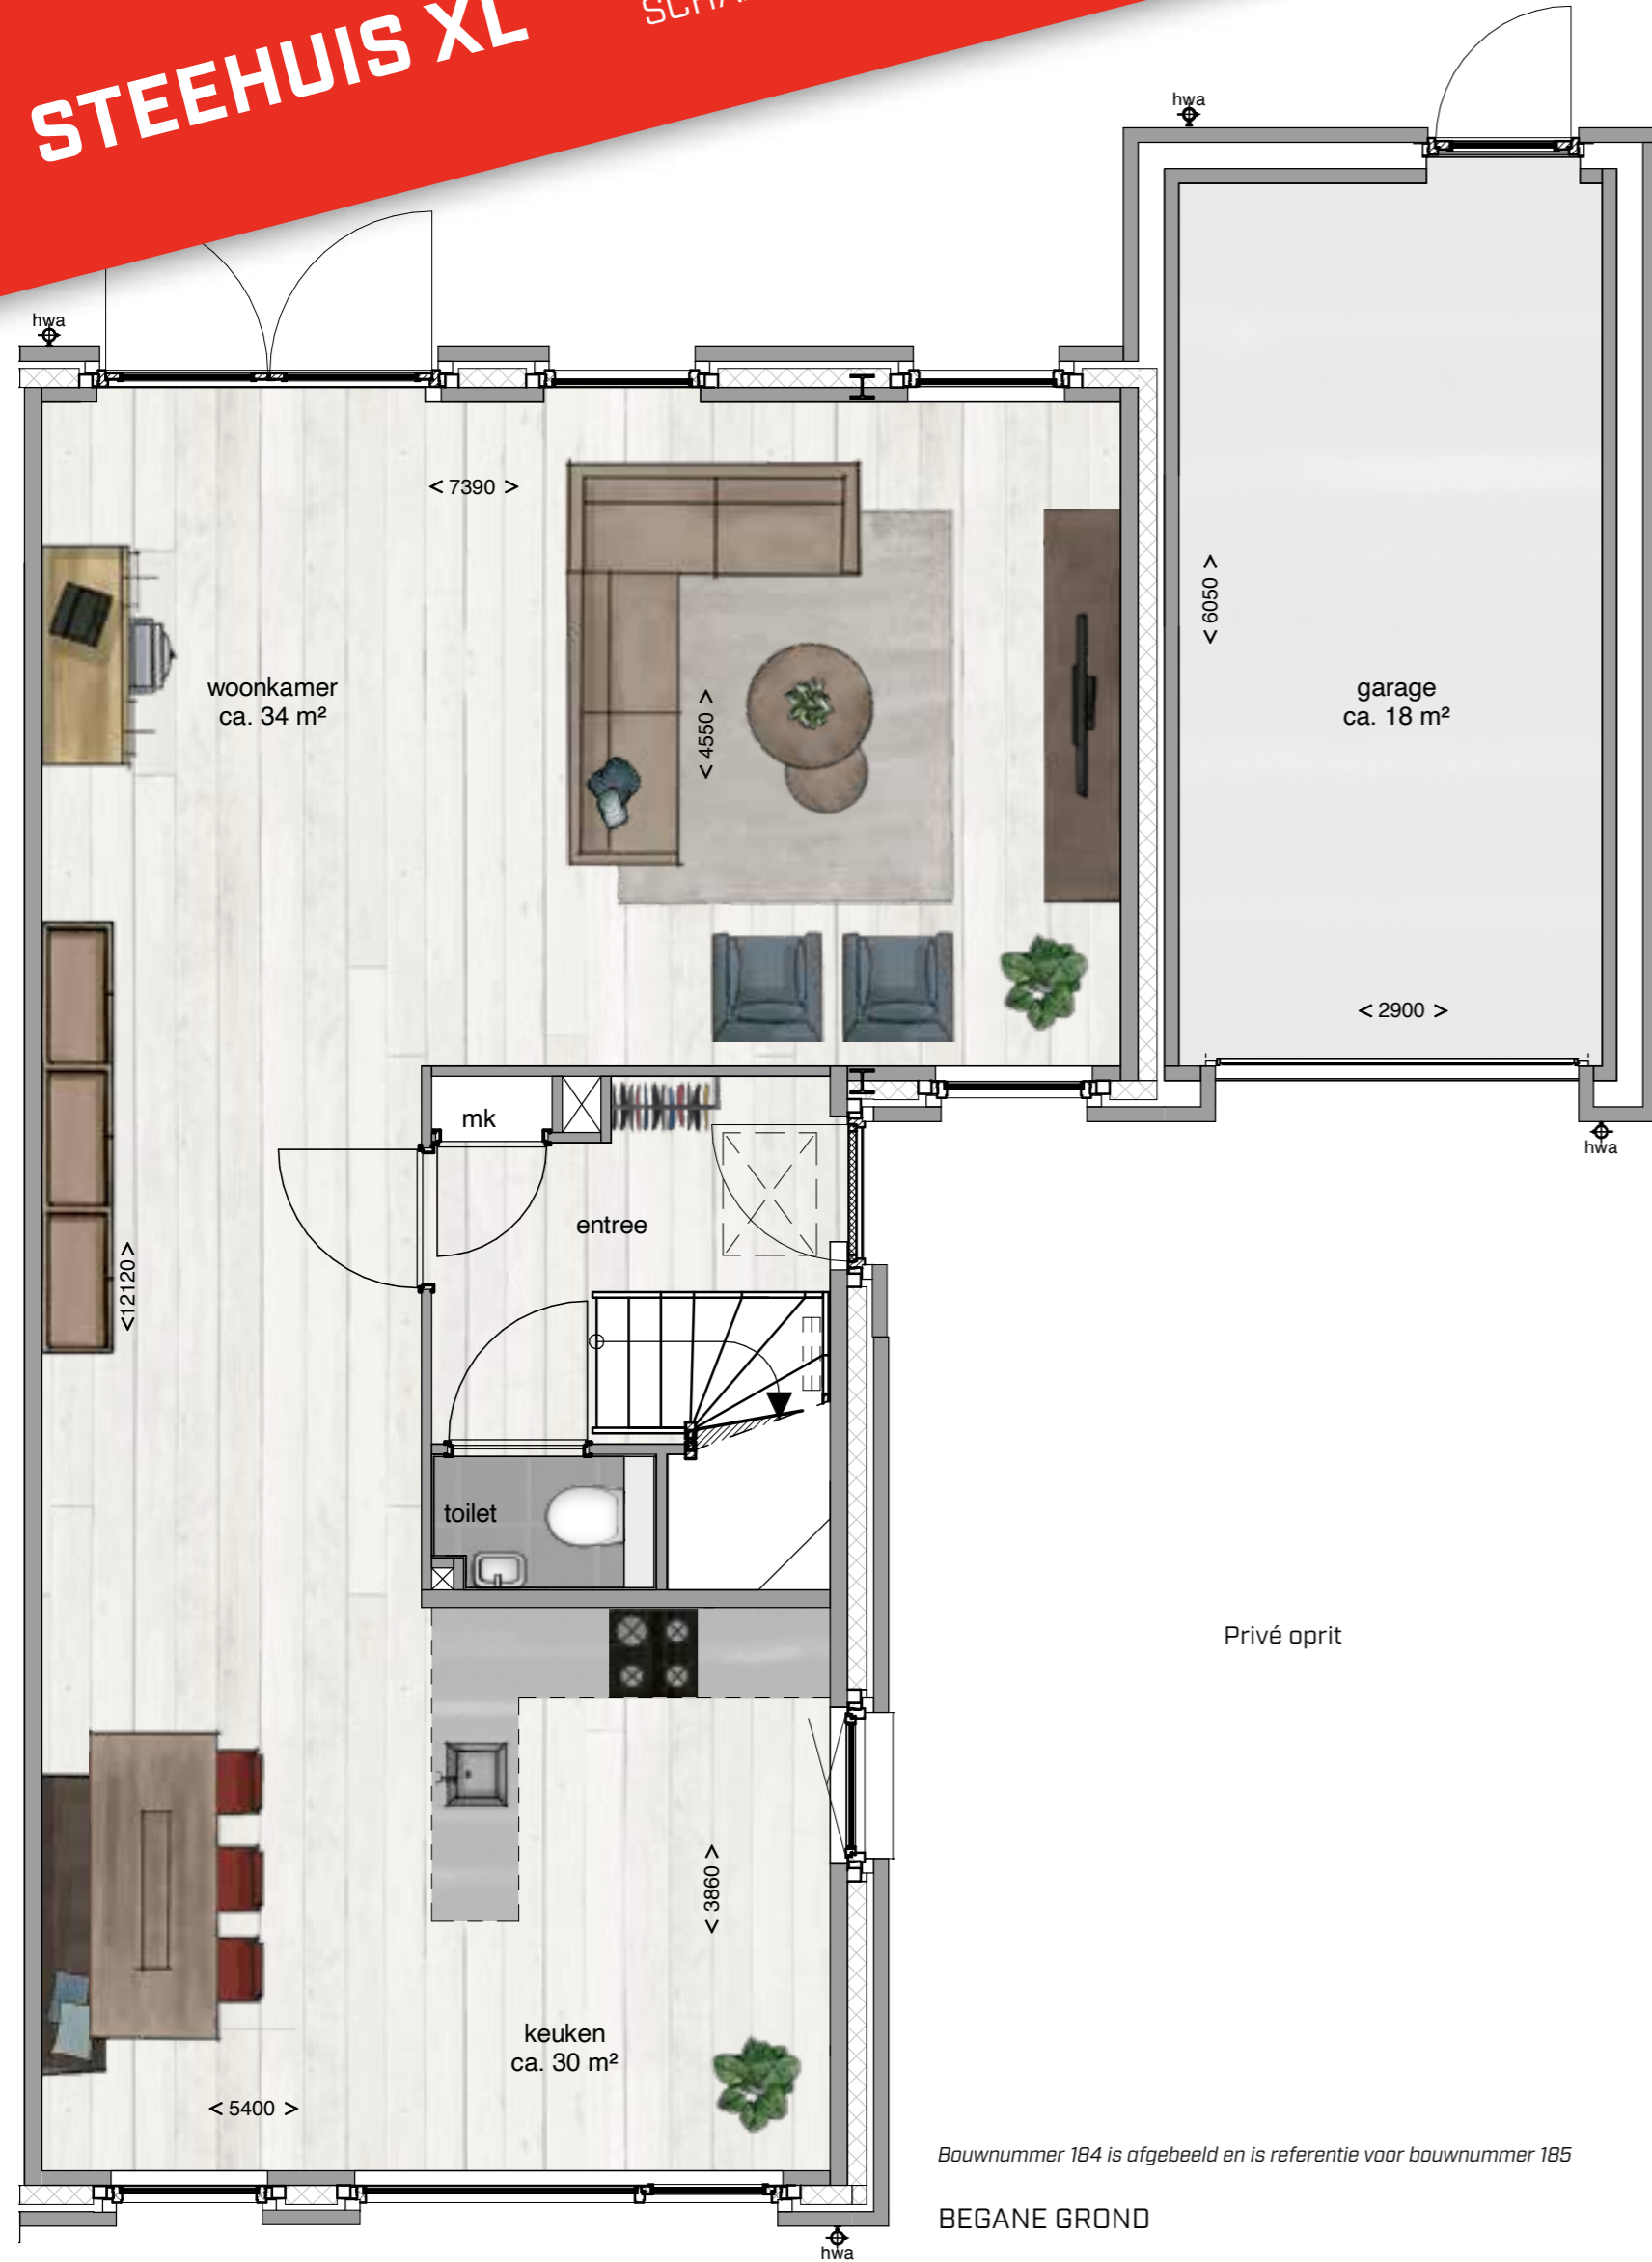 STEEHUIS XL
hwa
hwa
< 7390 >
< 6050 >
woonkamer
ca. 34 m²
< 4550 >
garage
ca. 18 m²
< 2900 >
mk
hwa
entree
<12120>
toilet
Privé oprit
< 3860 >
keuken
ca. 30 m²
< 5400 >
Bouwnummer 184 is afgebeeld en is referentie voor bouwnummer 185
BEGANE GROND
hwa